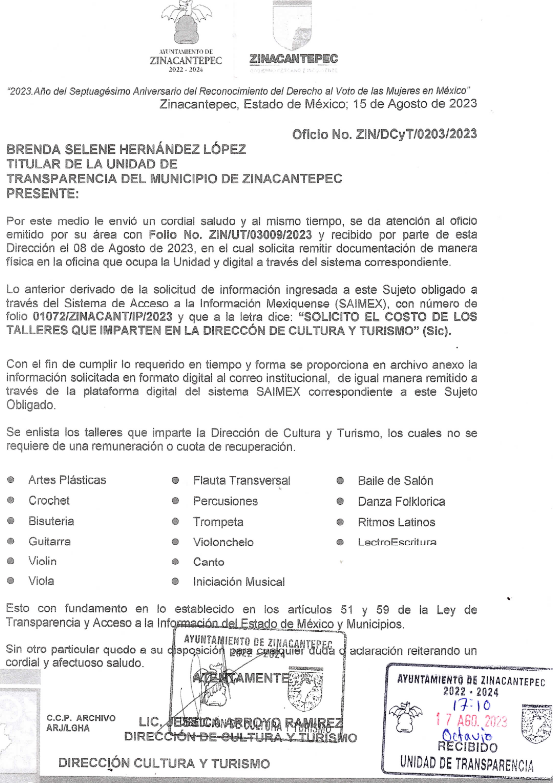 AYUNTAMIENTO DE
ZINACANTEPEC
2022 - 2024
ZINACANTEPEC
"2023.Año del Septuagésimo Aniversario del Reconocimiento del Derecho al Voto de las Mujeres en México"
Zinacantepec, Estado de México; 15 de Agosto de 2023
Oficio No. ZIN/DCyT/0203/2023
BRENDA SELENE HERNÁNDEZ LÓPEZ
TITULAR DE LA UNIDAD DE
TRANSPARENCIA DEL MUNICIPIO DE ZINACANTEPEC
PRESENTE:
Por este medio le envió un cordial saludo y al mismo tiempo, se da atención al oficio
emitido por su área con Folio No. ZIN/UT/03009/2023 y recibido por parte de esta
Dirección el 08 de Agosto de 2023, en el cual solicita remitir documentación de manera
física en la oficina que ocupa la Unidad y digital a través del sistema correspondiente.
Lo anterior derivado de la solicitud de información ingresada a este Sujeto obligado a
través del Sistema de Acceso a la Información Mexiquense (SAIMEX), con número de
folio 01072/ZINACANT/IP/2023 y que a la letra dice: "SOLICITO EL COSTO DE LOS
TALLERES QUE IMPARTEN EN LA DIRECCÓN DE CULTURA Y TURISMO" (Sic).
Con el fin de cumplir lo requerido en tiempo y forma se proporciona en archivo anexo la
información solicitada en formato digital al correo institucional, de igual manera remitido a
través de la plataforma digital del sistema SAIMEX correspondiente a este Sujeto
Obligado.
Se enlista los talleres que imparte la Dirección de Cultura y Turismo, los cuales no se
requiere de una remuneración o cuota de recuperación.
Artes Plásticas
Crochet
Bisuteria
Guitarra
Violin
Viola
Flauta Transversal
Percusiones
Trompeta
Violonchelo
Canto
Iniciación Musical
Baile de Salón
Danza Folklorica
Ritmos Latinos
LectroEscritura
Esto con fundamento en lo establecido en los artículos 51 y 59 de la Ley de
Transparencia y Acceso a la Información del Estado de México y Municipios.
AYUNTAMIENTO DE ZINACANTEPEC
2022 - 2024
Sin otro particular quedo a su disposición para cualquier duda o aclaración reiterando un
cordial y afectuoso saludo.
ATENTAMENTE
C.C.P. ARCHIVO
ARJ/LGHA
LIC. JESSICA ARROYO RAMIREZ
DIRECCIÓN DE CULTURA Y TURISMO
DIRECCIÓN CULTURA Y TURISMO
AYUNTAMIENTO DE ZINACANTEPEC
2022 - 2024
17:10
17 AGO. 2023
Octavio
RECIBIDO
UNIDAD DE TRANSPARENCIA